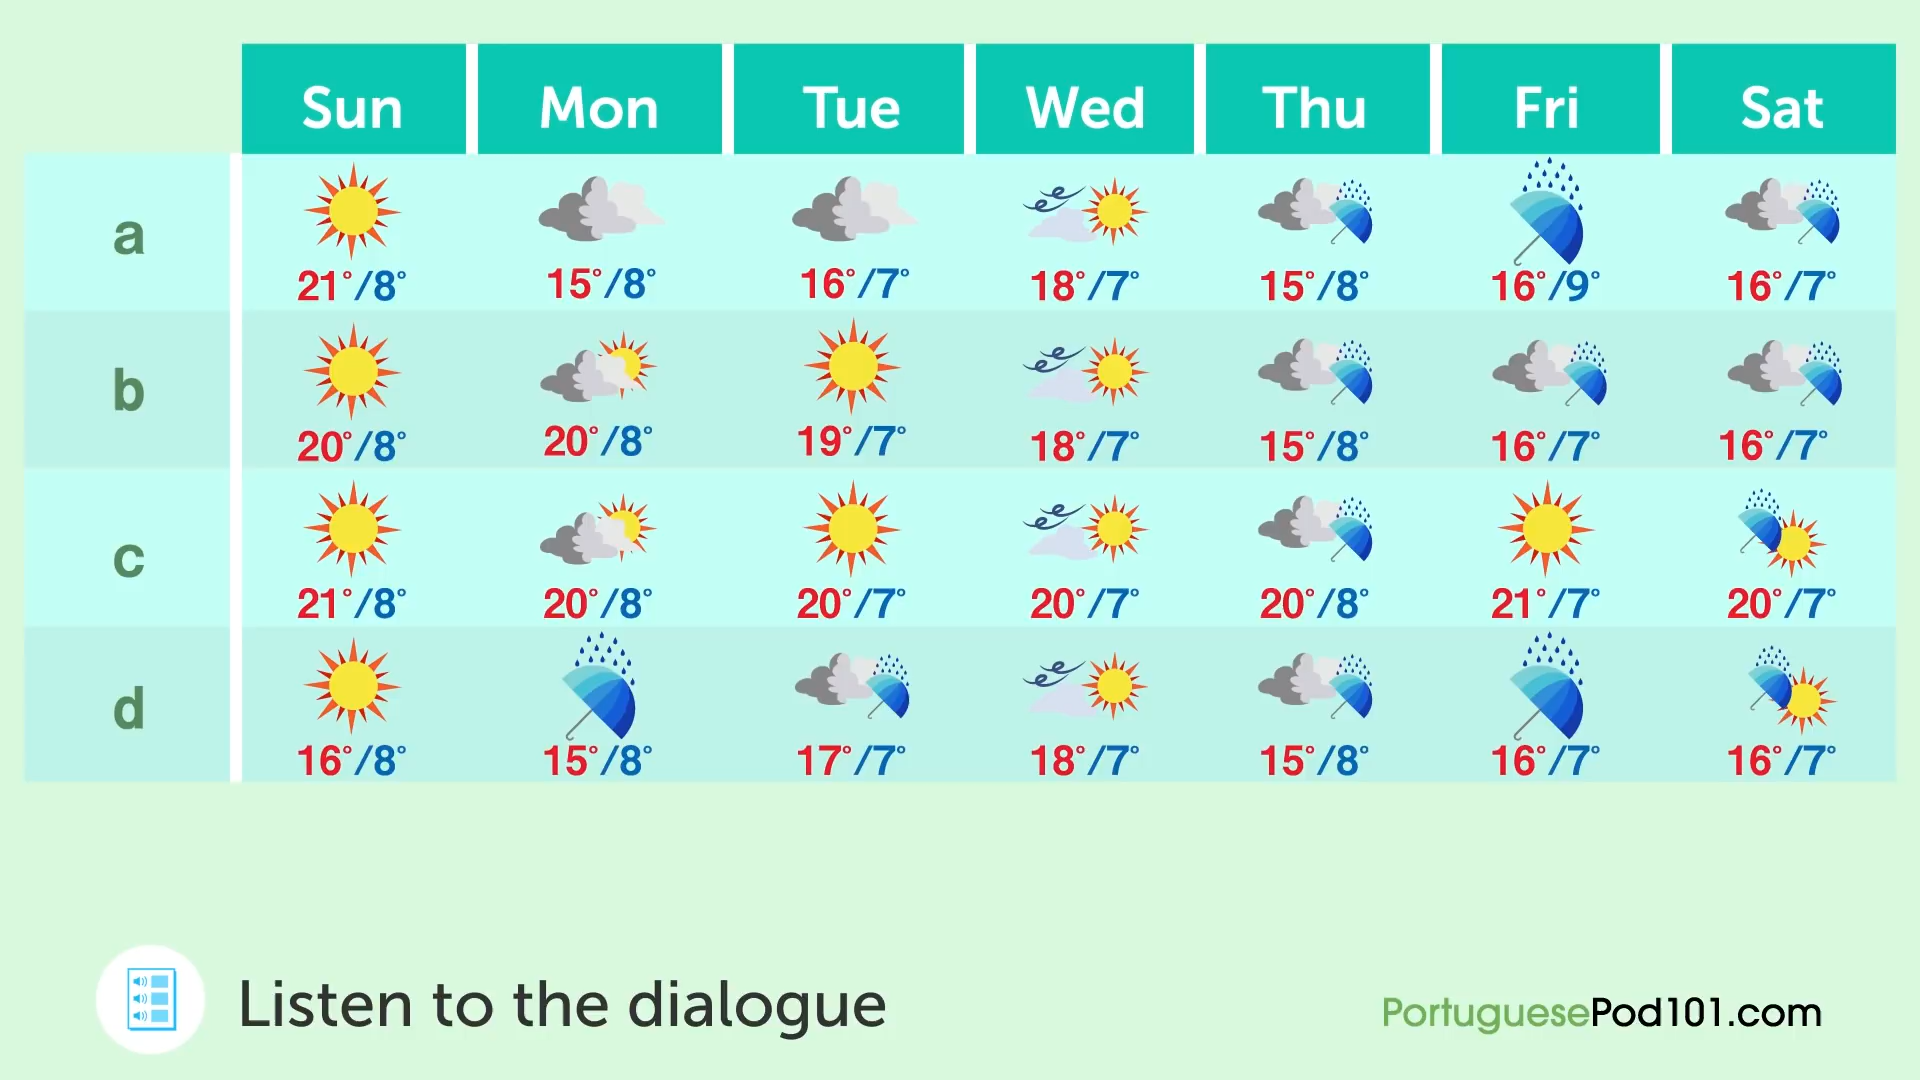 Sun Mon Tue Wed Thu Fri Sat
a
21°/8° 15°/8° 16°/7° 18°/7° 15°/8° 16°/9° 16°/7°
b
20°/8° 20°/8° 19°/7° 18°/7° 15°/8° 16°/7° 16°/7°
c
21°/8° 20°/8° 20°/7° 20°/7° 20°/8° 21°/7° 20°/7°
d
16°/8° 15°/8° 17°/7° 18°/7° 15°/8° 16°/7° 16°/7°
Listen to the dialogue
PortuguesePod101.com